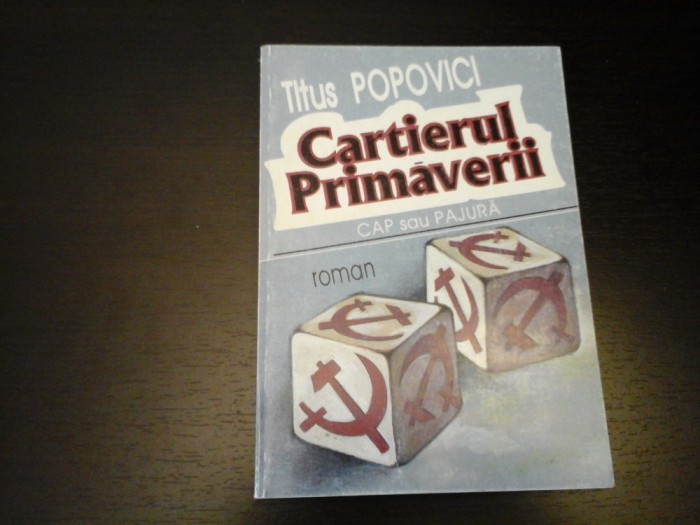 Titus POPOVICI
Cartierul
Primăverii
CAP sau PAJURĂ
roman